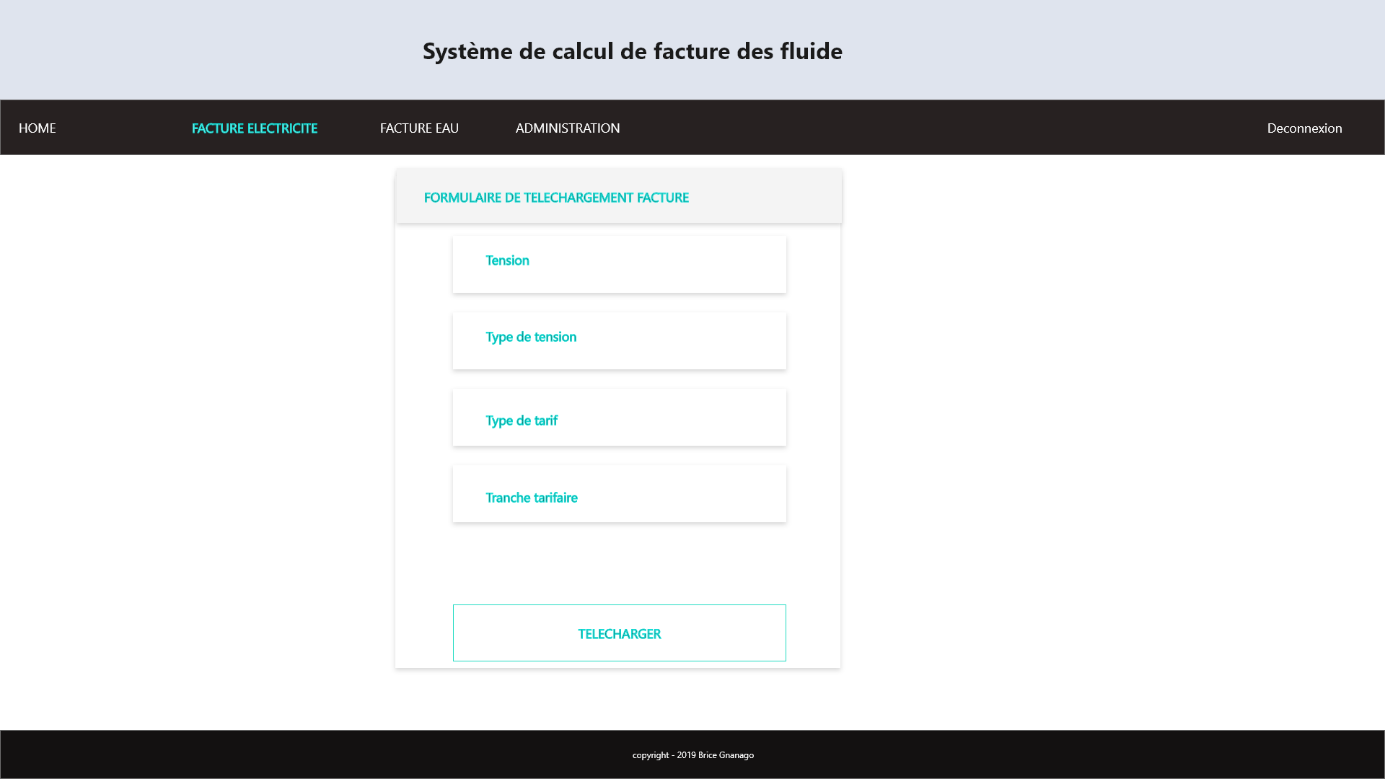 Système de calcul de facture des fluide
HOME FACTURE ELECTRICITE FACTURE EAU ADMINISTRATION Deconnexion
FORMULAIRE DE TELECHARGEMENT FACTURE
Tension
Type de tension
Type de tarif
Tranche tarifaire
TELECHARGER
copyright - 2019 Brice Gnanago